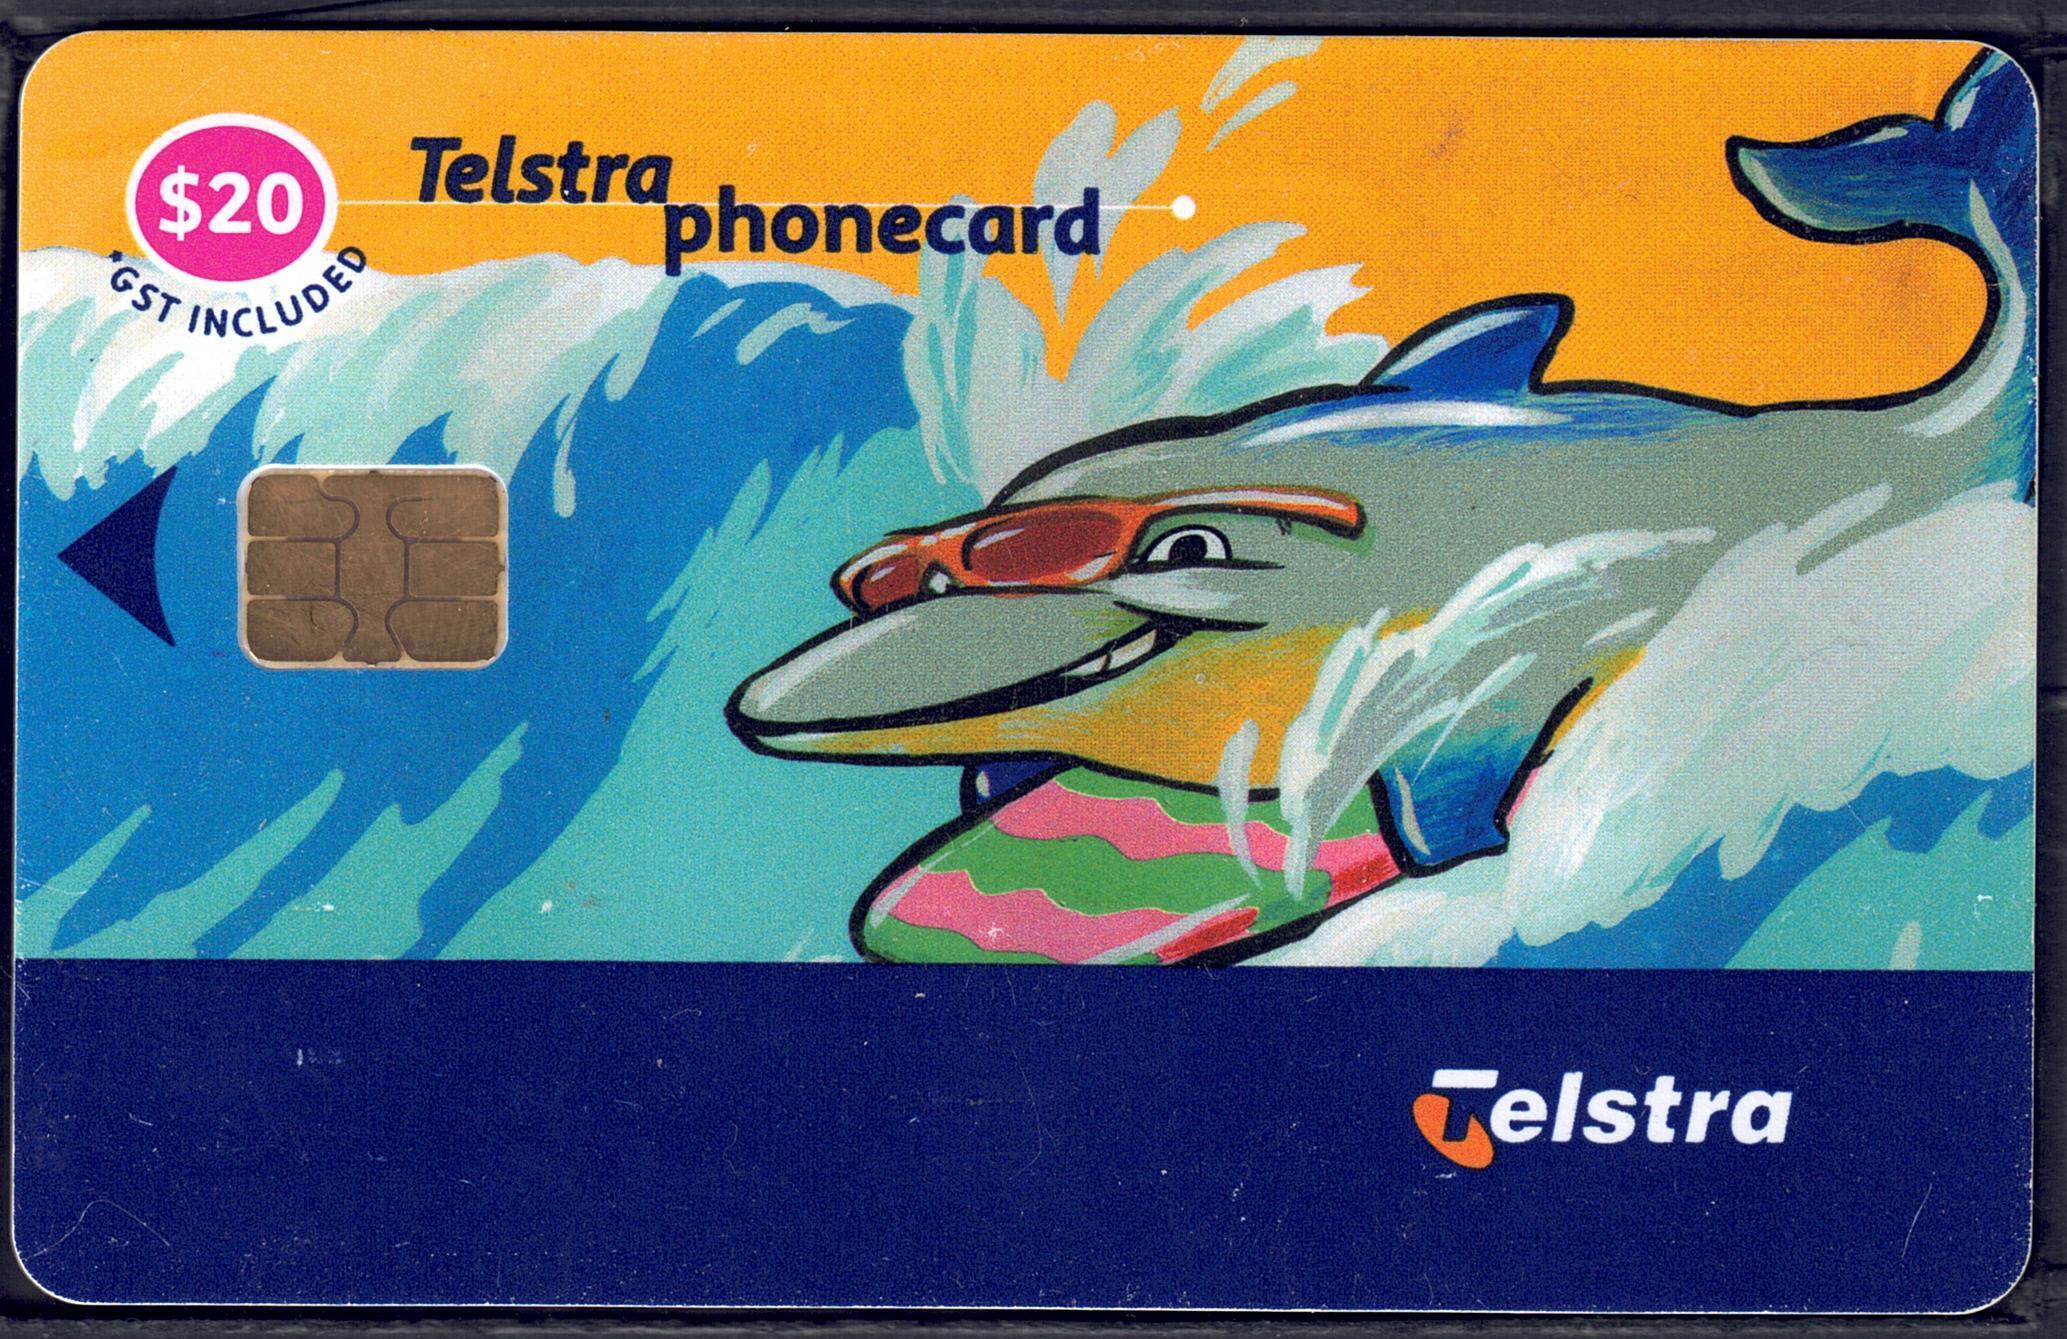 $20
*GST INCLUDED
Telstra
phonecard
Telstra